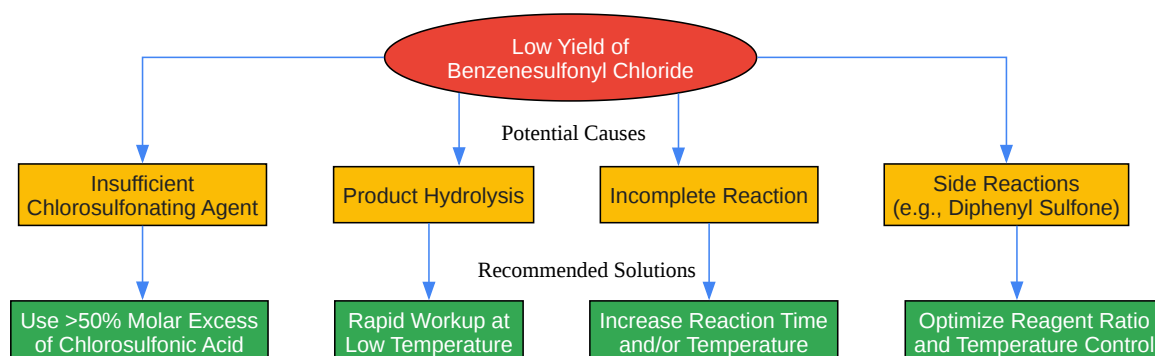 Low Yield of
Benzenesulfonyl Chloride
Potential Causes
Insufficient
Chlorosulfonating Agent
Product Hydrolysis
Incomplete Reaction
Side Reactions
(e.g., Diphenyl Sulfone)
Recommended Solutions
Use >50% Molar Excess
of Chlorosulfonic Acid
Rapid Workup at
Low Temperature
Increase Reaction Time
and/or Temperature
Optimize Reagent Ratio
and Temperature Control